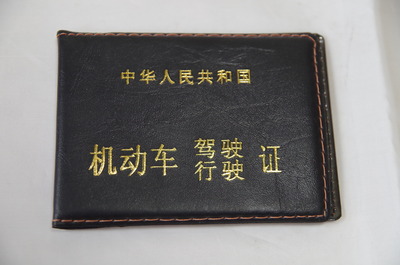 中华人民共和国
机动车 驾驶 证
行驶